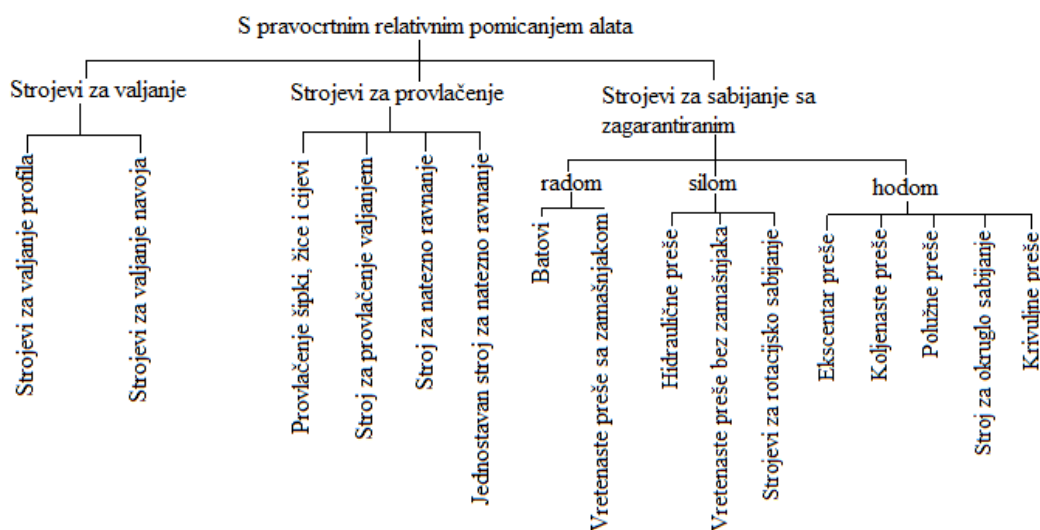 S pravocrtnim relativnim pomicanjem alata
Strojevi za valjanje
Strojevi za provlačenje
Strojevi za sabijanje sa
zagarantiranim
radom
silom
hodom
Strojevi za valjanje profila
Strojevi za valjanje navoja
Provlačenje šipki, žice i cijevi
Stroj za provlačenje valjanjem
Stroj za natezno ravnanje
Jednostavan stroj za natezno ravnanje
Batovi
Vretenaste preše sa zamašnjakom
Hidraulične preše
Vretenaste preše bez zamašnjaka
Strojevi za rotacijsko sabijanje
Ekscentar preše
Koljenaste preše
Polužne preše
Stroj za okruglo sabijanje
Krivuljne preše